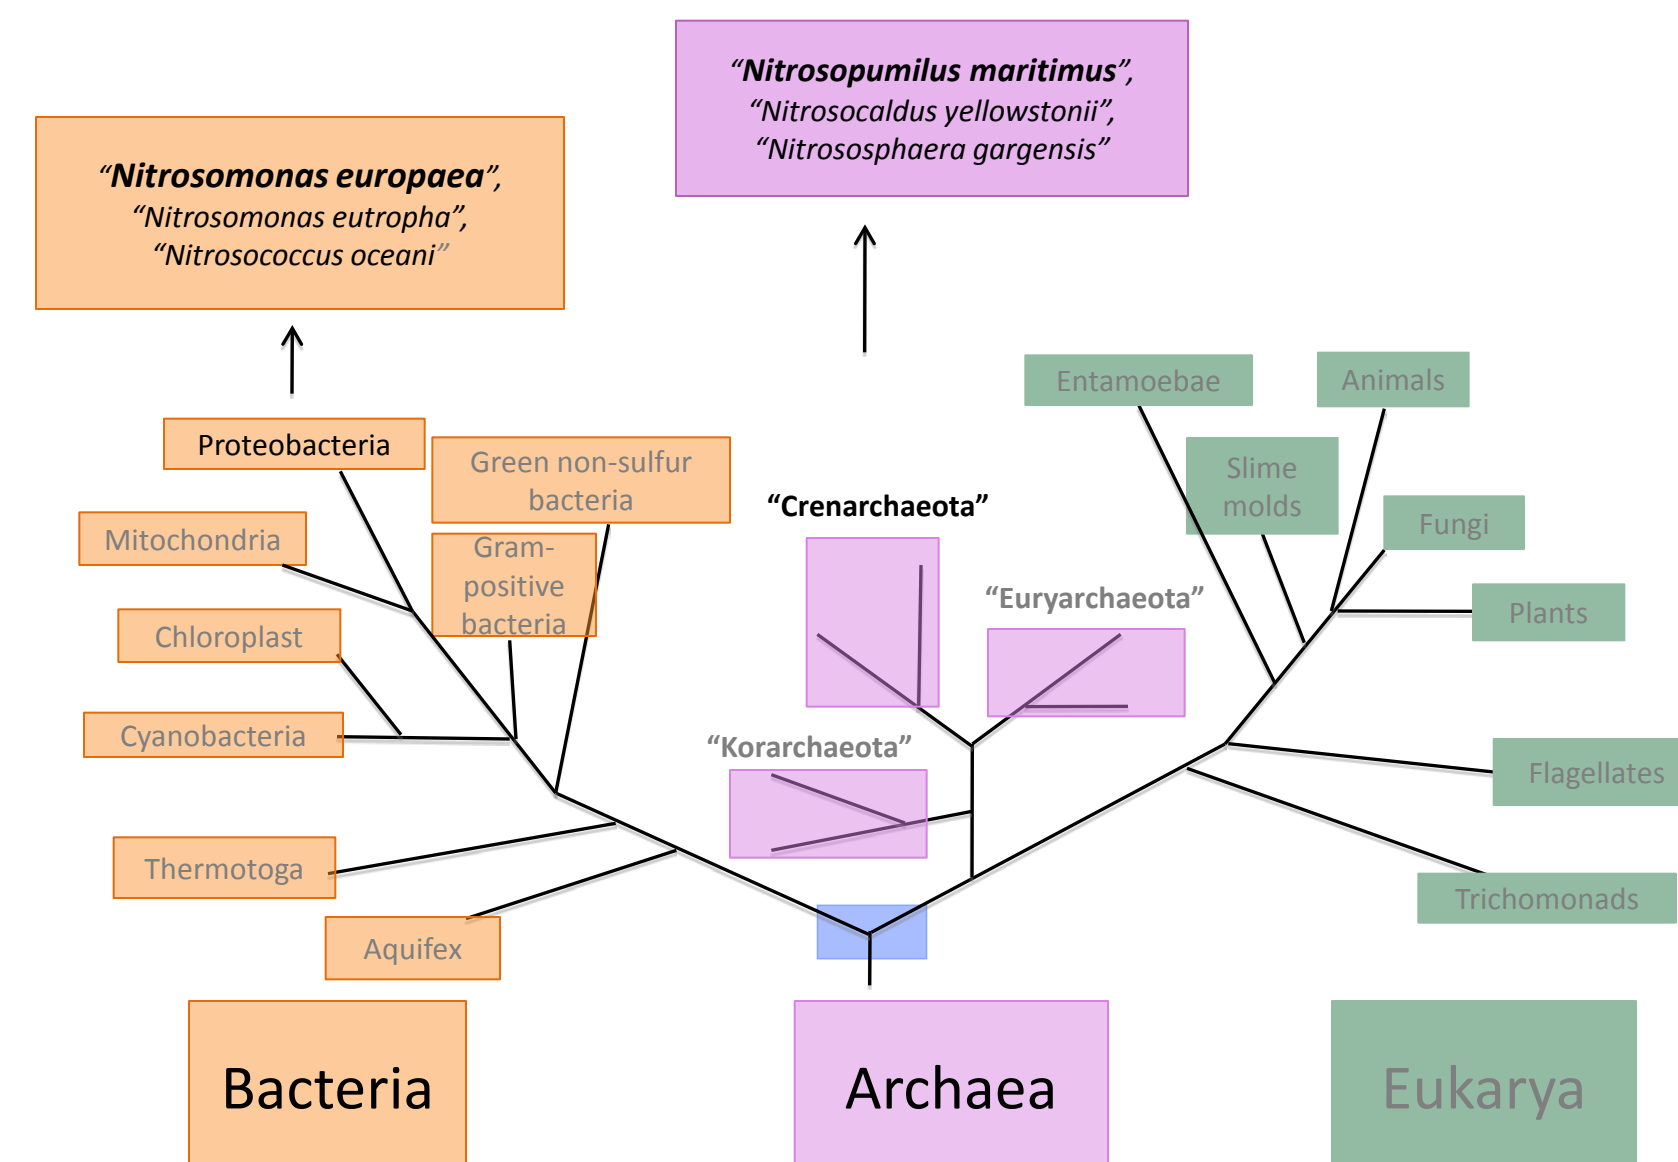 “Nitrosopumilus maritimus”,
“Nitrosocaldus yellowstonii”,
“Nitrososphaera gargensis”
“Nitrosomonas europaea”,
“Nitrosomonas eutropha”,
“Nitrosococcus oceani”
Entamoebae
Animals
Proteobacteria
Green non-sulfur
bacteria
Slime
molds
“Crenarchaeota”
Fungi
Mitochondria
Gram-
positive
bacteria
“Euryarchaeota”
Plants
Chloroplast
Cyanobacteria
“Korarchaeota”
Flagellates
Thermotoga
Trichomonads
Aquifex
Bacteria
Archaea
Eukarya